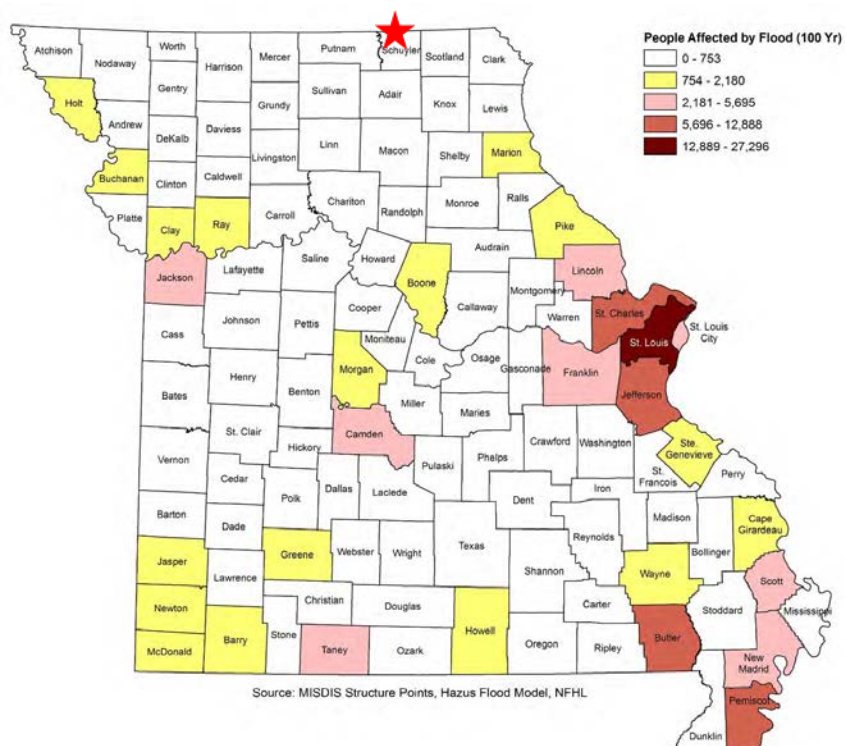 People Affected by Flood (100 Yr)
0 - 753
754 - 2,180
2,181 - 5,695
5,696 - 12,888
12,889 - 27,296
Atchison
Nodaway
Worth
Harrison
Mercer
Putnam
Schuyler
Scotland
Clark
Gentry
Sullivan
Adair
Knox
Lewis
Holt
Andrew
DeKalb
Daviess
Grundy
Livingston
Linn
Macon
Shelby
Marion
Buchanan
Clinton
Caldwell
Platte
Clay
Ray
Carroll
Chariton
Randolph
Monroe
Ralls
Pike
Audrain
Jackson
Lafayette
Saline
Howard
Boone
Callaway
Montgomery
Lincoln
Warren
St. Charles
St. Louis
St. Louis
City
Cass
Johnson
Pettis
Cooper
Moniteau
Cole
Osage
Gasconade
Franklin
Jefferson
Bates
Henry
Benton
Morgan
Miller
Maries
Camden
Vernon
St. Clair
Hickory
Pulaski
Phelps
Crawford
Washington
St.
Francois
Ste.
Genevieve
Perry
Barton
Cedar
Polk
Dallas
Laclede
Dent
Iron
Madison
Cape
Girardeau
Bollinger
Dade
Greene
Webster
Wright
Texas
Reynolds
Shannon
Wayne
Scott
Jasper
Lawrence
Christian
Douglas
Carter
Stoddard
Mississippi
Newton
Barry
Stone
Taney
Ozark
Howell
Oregon
Ripley
Butler
McDonald
New
Madrid
Pemiscot
Dunklin
Source: MISDIS Structure Points, Hazus Flood Model, NFHL